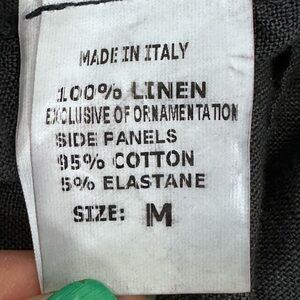 MADE IN ITALY
100% LINEN
EXCLUSIVE OF ORNAMENTATION
SIDE PANELS
95% COTTON
5% ELASTANE
SIZE: M